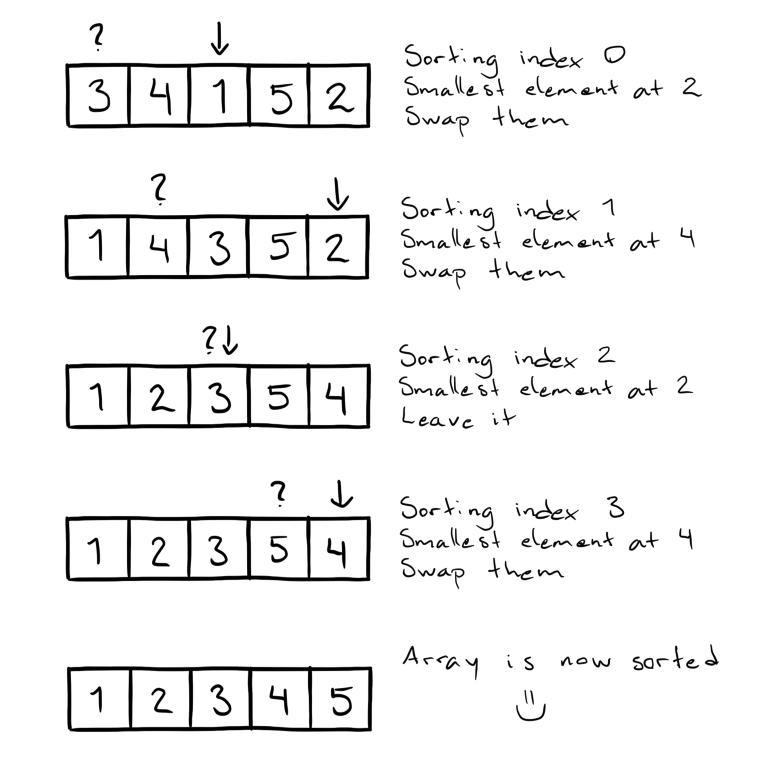 ?
3 4 1 5 2
Sorting index 0
Smallest element at 2
Swap them
?
1 4 3 5 2
Sorting index 1
Smallest element at 4
Swap them
?
1 2 3 5 4
Sorting index 2
Smallest element at 2
Leave it
?
1 2 3 5 4
Sorting index 3
Smallest element at 4
Swap them
1 2 3 4 5
Array is now sorted